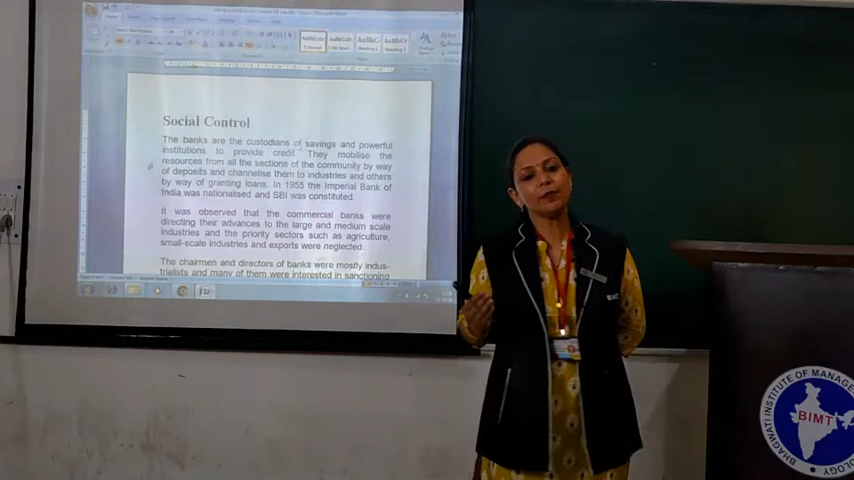 Social Control
The banks are the custodians of savings and powerful
institutions to provide credit. They mobilise the
resources from all the sections of the community by way
of deposits and channelise them to industries and others
by way of granting loans. In 1955 the Imperial Bank of
India was nationalised and SBI was constituted.
It was observed that the commercial banks were
directing their advances to the large and medium scale
industries and the priority sectors such as agriculture,
small-scale industries and exports were neglected.
The chairmen and directors of banks were mostly indus-
trialists and many of them were interested in sanctioning
BHAGWATI INSTITUTE OF MANAGE
BIMT